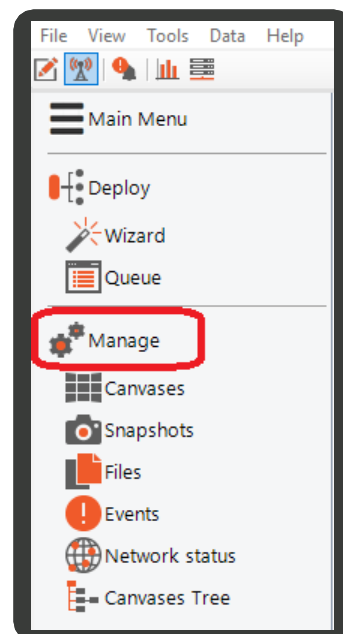 File View Tools Data Help
Main Menu
Deploy
Wizard
Queue
Manage
Canvases
Snapshots
Files
Events
Network status
Canvases Tree